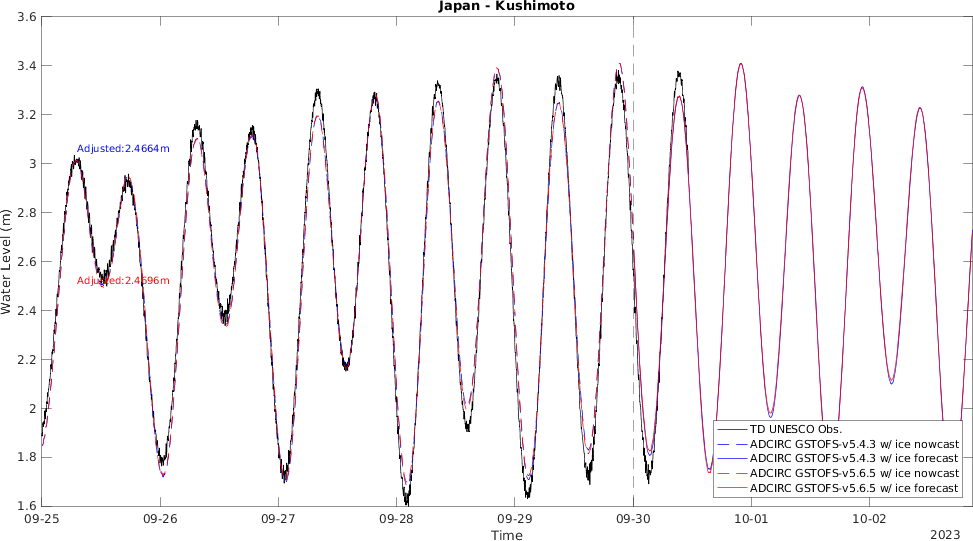 Japan - Kushimoto
3.6
3.4
3.2
3
2.8
2.6
2.4
2.2
2
1.8
1.6
Water Level (m)
Adjusted:2.4664m
Adjusted:2.4696m
TD UNESCO Obs.
ADCIRC GSTOFS-v5.4.3 w/ ice nowcast
ADCIRC GSTOFS-v5.4.3 w/ ice forecast
ADCIRC GSTOFS-v5.6.5 w/ ice nowcast
ADCIRC GSTOFS-v5.6.5 w/ ice forecast
09-25 09-26 09-27 09-28 09-29 09-30 10-01 10-02
Time
2023